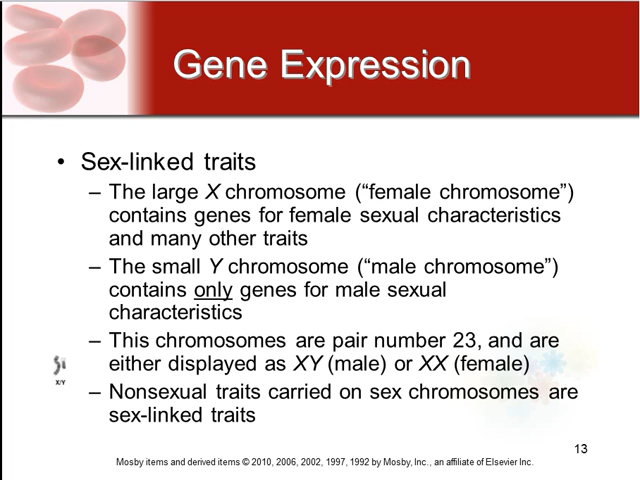 Gene Expression
• Sex-linked traits
– The large X chromosome (“female chromosome”)
contains genes for female sexual characteristics
and many other traits
– The small Y chromosome (“male chromosome”)
contains only genes for male sexual
characteristics
– This chromosomes are pair number 23, and are
either displayed as XY (male) or XX (female)
X/Y
– Nonsexual traits carried on sex chromosomes are
sex-linked traits
13
Mosby items and derived items © 2010, 2006, 2002, 1997, 1992 by Mosby, Inc., an affiliate of Elsevier Inc.